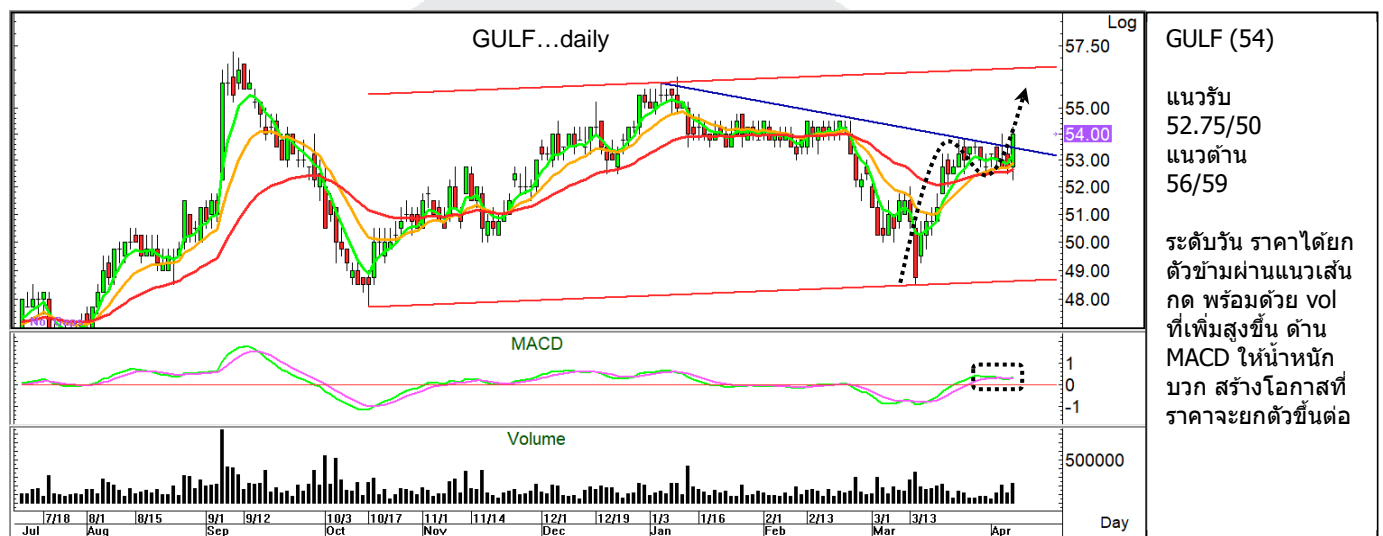 GULF…daily
Log
57.50
55.00
54.00
53.00
52.00
51.00
50.00
49.00
48.00
MACD
1
0
-1
Volume
500000
7/18 8/1 8/15 9/1 9/12 10/3 10/17 11/1 11/14 12/1 12/19 1/3 1/16 2/1 2/13 3/1 3/13
Jul Aug Sep Oct Nov Dec Jan Feb Mar Apr
Day
GULF (54)
แนวรับ
52.75/50
แนวต้าน
56/59
ระดับวัน ราคาได้ยก
ตัวข้ามผ่านแนวเส้น
กด พร้อมด้วย vol
ที่เพิ่มสูงขึ้น ด้าน
MACD ให้น้ำหนัก
บวก สร้างโอกาสที่
ราคาจะยกตัวขึ้นต่อ